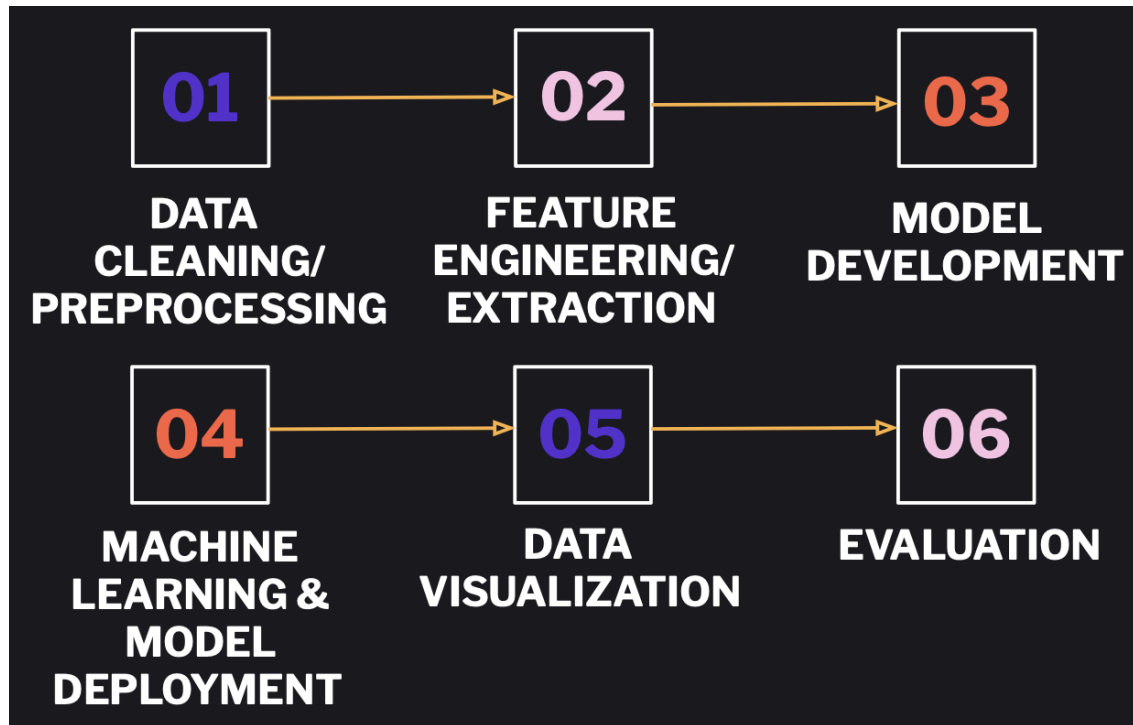 01
02
03
DATA
CLEANING/
PREPROCESSING
FEATURE
ENGINEERING/
EXTRACTION
MODEL
DEVELOPMENT
04
05
06
MACHINE
LEARNING &
MODEL
DEPLOYMENT
DATA
VISUALIZATION
EVALUATION